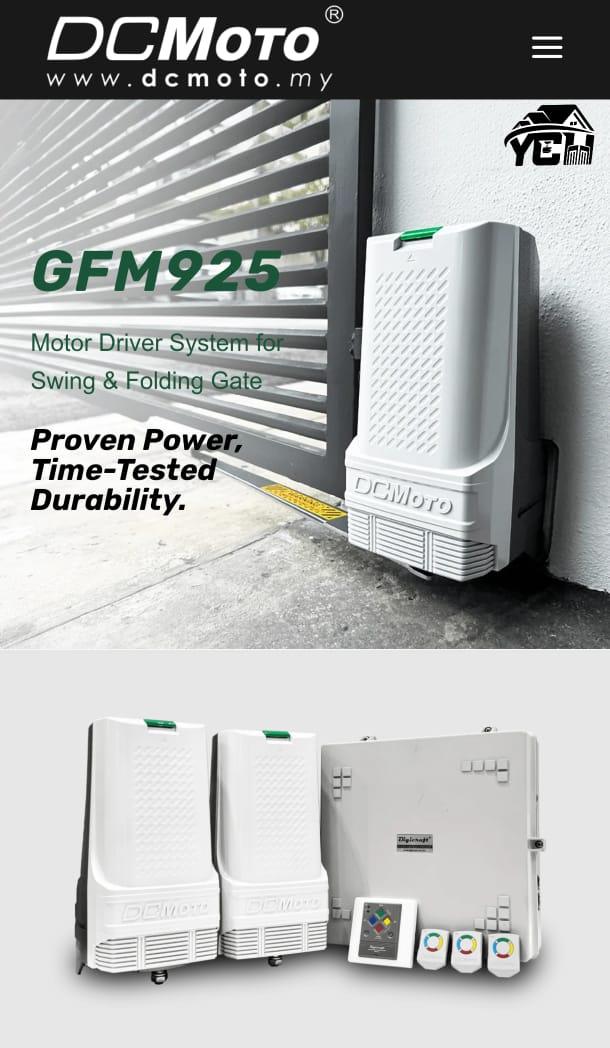 DCMOTO®
www.dcmoto.my
YCH
GFM925
Motor Driver System for
Swing & Folding Gate
Proven Power,
Time-Tested
Durability.
DCMOTO
DCMOTO
DCMOTO
Digicraft